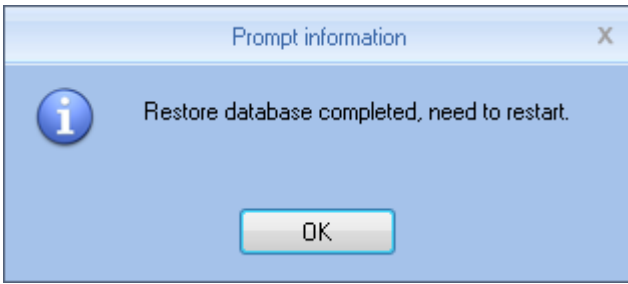 Prompt information
Restore database completed, need to restart.
OK